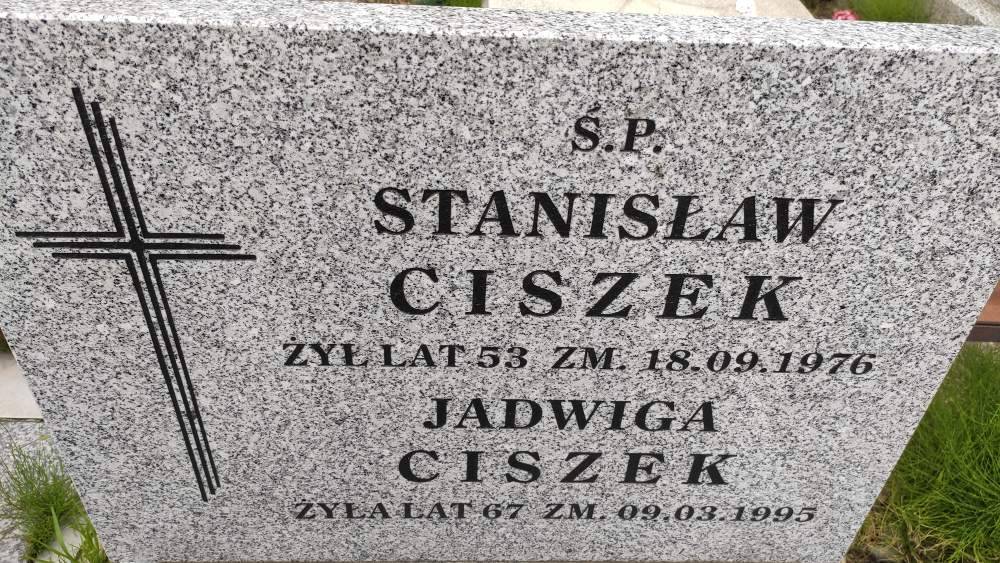 Ś.P.
STANISŁAW
CISZEK
ŻYŁ LAT 53 ZM. 18.09.1976
JADWIGA
CISZEK
ŻYŁA LAT 67 ZM. 09.03.1995